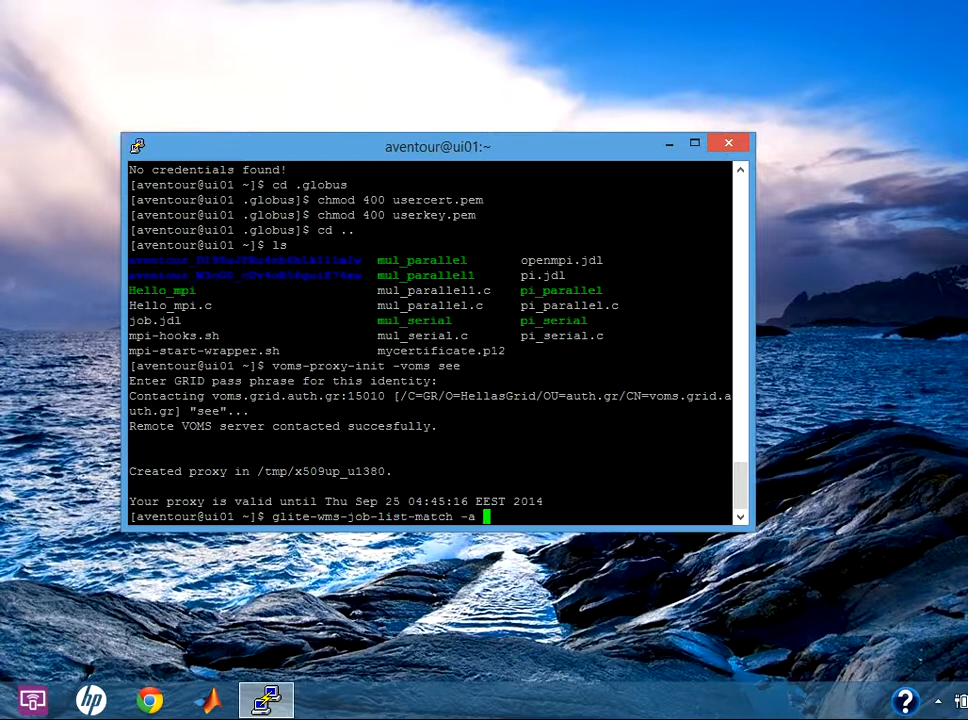 aventour@ui01:~
No credentials found!
[aventour@ui01 ~]$ cd .globus
[aventour@ui01 .globus]$ chmod 400 usercert.pem
[aventour@ui01 .globus]$ chmod 400 userkey.pem
[aventour@ui01 .globus]$ cd ..
[aventour@ui01 ~]$ ls
mul_parallel openmpi.jdl
mul_parallel1 pi.jdl
Hello_mpi mul_parallel1.c pi_parallel
Hello_mpi.c mul_parallel.c pi_parallel.c
job.jdl mul_serial pi_serial
mpi-hooks.sh mul_serial.c pi_serial.c
mpi-start-wrapper.sh mycertificate.p12
[aventour@ui01 ~]$ voms-proxy-init -voms see
Enter GRID pass phrase for this identity:
Contacting voms.grid.auth.gr:15010 [/C=GR/O=HellasGrid/OU=auth.gr/CN=voms.grid.a
uth.gr] "see"...
Remote VOMS server contacted succesfully.
Created proxy in /tmp/x509up_u1380.
Your proxy is valid until Thu Sep 25 04:45:16 EEST 2014
[aventour@ui01 ~]$ glite-wms-job-list-match -a
hp
?